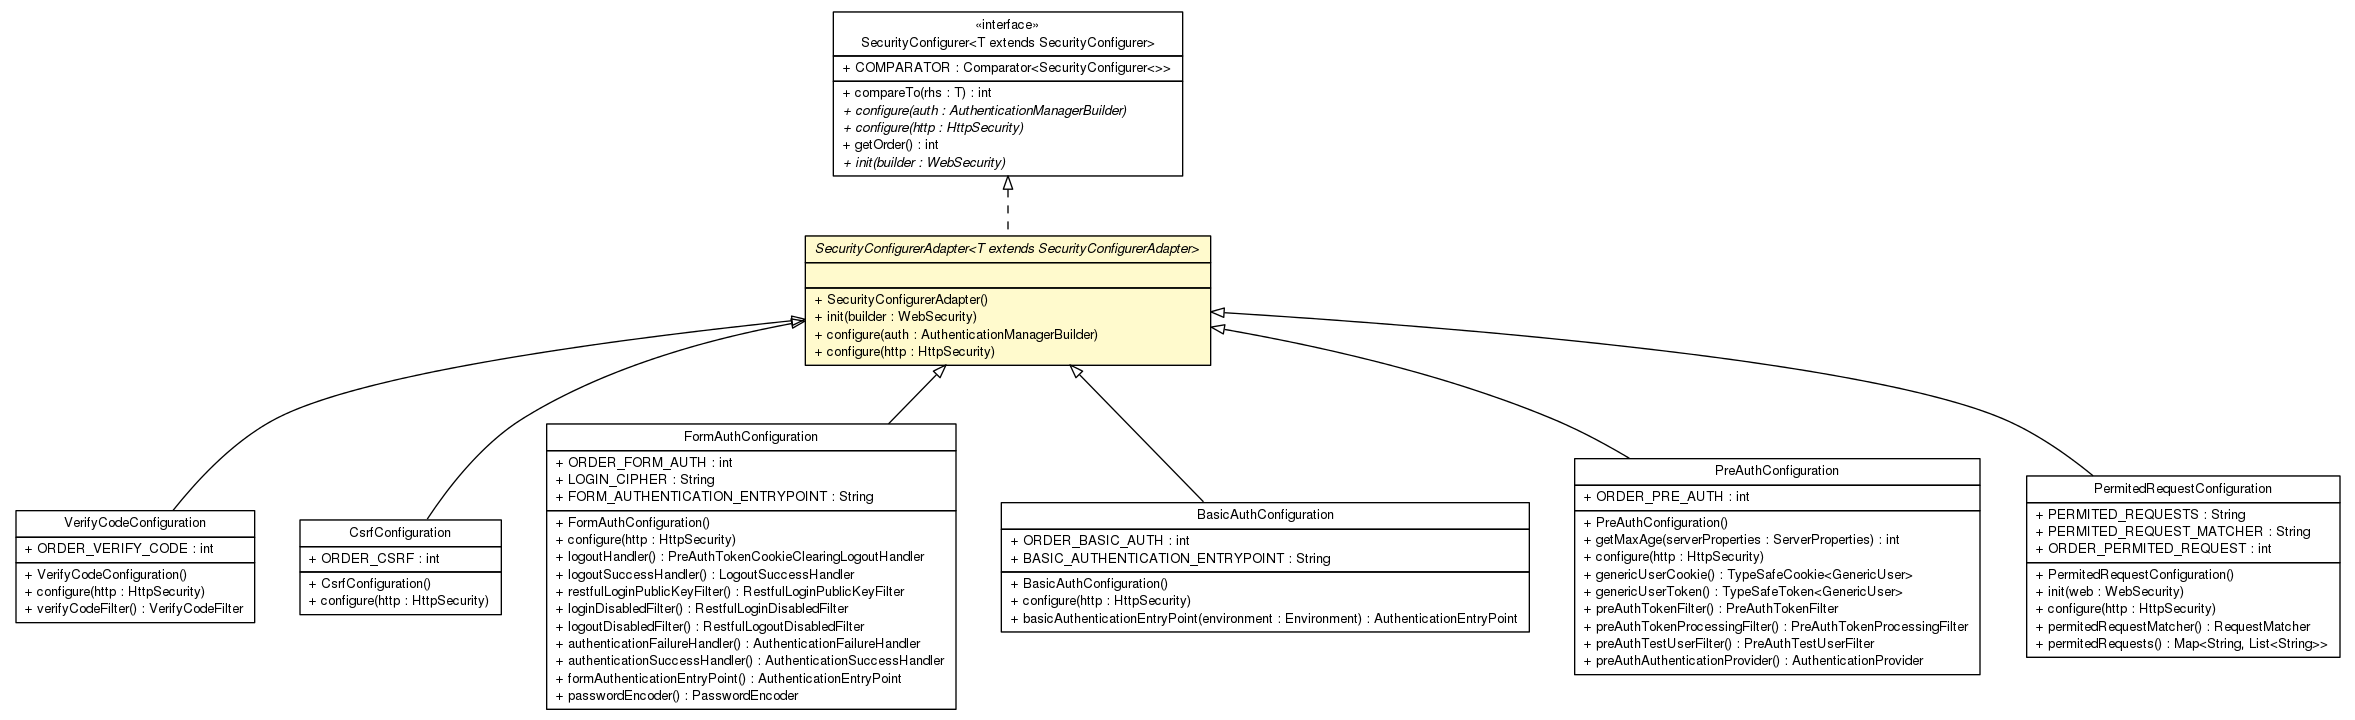 «interface»
SecurityConfigurer<T extends SecurityConfigurer>
+ COMPARATOR : Comparator<SecurityConfigurer<>>
+ compareTo(rhs : T) : int
+ configure(auth : AuthenticationManagerBuilder)
+ configure(http : HttpSecurity)
+ getOrder() : int
+ init(builder : WebSecurity)
SecurityConfigurerAdapter<T extends SecurityConfigurerAdapter>
+ SecurityConfigurerAdapter()
+ init(builder : WebSecurity)
+ configure(auth : AuthenticationManagerBuilder)
+ configure(http : HttpSecurity)
VerifyCodeConfiguration
+ ORDER_VERIFY_CODE : int
+ VerifyCodeConfiguration()
+ configure(http : HttpSecurity)
+ verifyCodeFilter() : VerifyCodeFilter
CsrfConfiguration
+ ORDER_CSRF : int
+ CsrfConfiguration()
+ configure(http : HttpSecurity)
FormAuthConfiguration
+ ORDER_FORM_AUTH : int
+ LOGIN_CIPHER : String
+ FORM_AUTHENTICATION_ENTRYPOINT : String
+ FormAuthConfiguration()
+ configure(http : HttpSecurity)
+ logoutHandler() : PreAuthTokenCookieClearingLogoutHandler
+ logoutSuccessHandler() : LogoutSuccessHandler
+ restfulLoginPublicKeyFilter() : RestfulLoginPublicKeyFilter
+ loginDisabledFilter() : RestfulLoginDisabledFilter
+ logoutDisabledFilter() : RestfulLogoutDisabledFilter
+ authenticationFailureHandler() : AuthenticationFailureHandler
+ authenticationSuccessHandler() : AuthenticationSuccessHandler
+ formAuthenticationEntryPoint() : AuthenticationEntryPoint
+ passwordEncoder() : PasswordEncoder
BasicAuthConfiguration
+ ORDER_BASIC_AUTH : int
+ BASIC_AUTHENTICATION_ENTRYPOINT : String
+ BasicAuthConfiguration()
+ configure(http : HttpSecurity)
+ basicAuthenticationEntryPoint(environment : Environment) : AuthenticationEntryPoint
PreAuthConfiguration
+ ORDER_PRE_AUTH : int
+ PreAuthConfiguration()
+ getMaxAge(serverProperties : ServerProperties) : int
+ configure(http : HttpSecurity)
+ genericUserCookie() : TypeSafeCookie<GenericUser>
+ genericUserToken() : TypeSafeToken<GenericUser>
+ preAuthTokenFilter() : PreAuthTokenFilter
+ preAuthTokenProcessingFilter() : PreAuthTokenProcessingFilter
+ preAuthTestUserFilter() : PreAuthTestUserFilter
+ preAuthAuthenticationProvider() : AuthenticationProvider
PermitedRequestConfiguration
+ PERMITED_REQUESTS : String
+ PERMITED_REQUEST_MATCHER : String
+ ORDER_PERMITED_REQUEST : int
+ PermitedRequestConfiguration()
+ init(web : WebSecurity)
+ configure(http : HttpSecurity)
+ permitedRequestMatcher() : RequestMatcher
+ permitedRequests() : Map<String, List<String>>